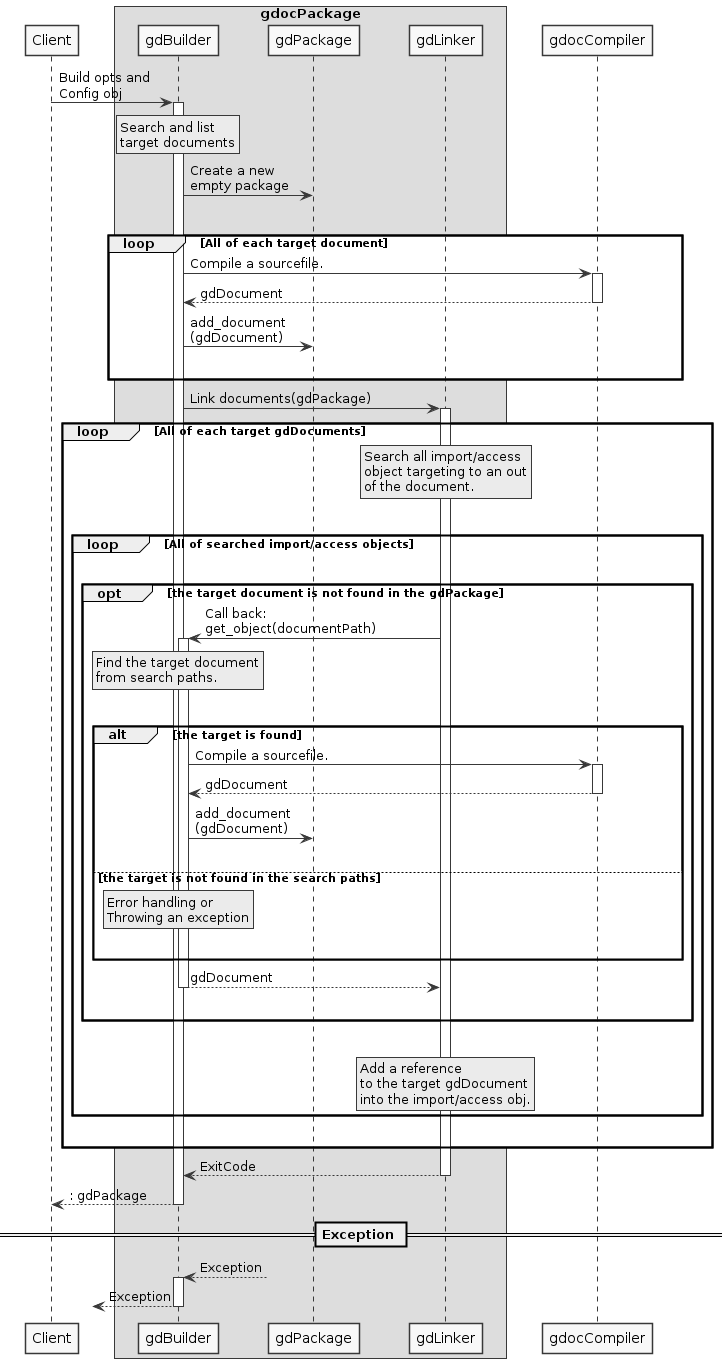 gdocPackage
Client
gdBuilder
gdPackage
gdLinker
gdocCompiler
Build opts and
Config obj
Search and list
target documents
Create a new
empty package
loop
[All of each target document]
Compile a sourcefile.
gdDocument
add_document
(gdDocument)
Link documents(gdPackage)
loop
[All of each target gdDocuments]
Search all import/access
object targeting to an out
of the document.
loop
[All of searched import/access objects]
opt
[the target document is not found in the gdPackage]
Call back:
get_object(documentPath)
Find the target document
from search paths.
alt
[the target is found]
Compile a sourcefile.
gdDocument
add_document
(gdDocument)
[the target is not found in the search paths]
Error handling or
Throwing an exception
gdDocument
Add a reference
to the target gdDocument
into the import/access obj.
ExitCode
: gdPackage
Exception
Exception
Exception
Client
gdBuilder
gdPackage
gdLinker
gdocCompiler